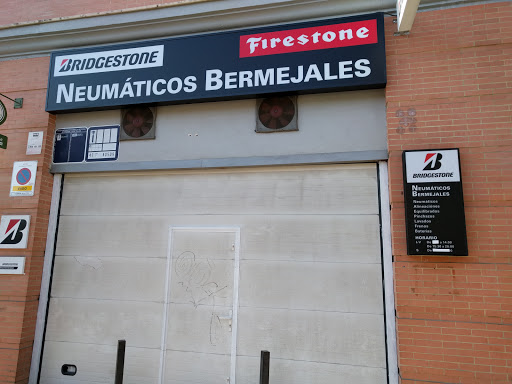 BRIDGESTONE
Firestone
NEUMÁTICOS BERMEJALES
BRIDGESTONE
NEUMÁTICOS
BERMEJALES
Neumáticos
Alineaciones
Equilibrados
Pinchazos
Lavados
Frenos
Baterías
HORARIO